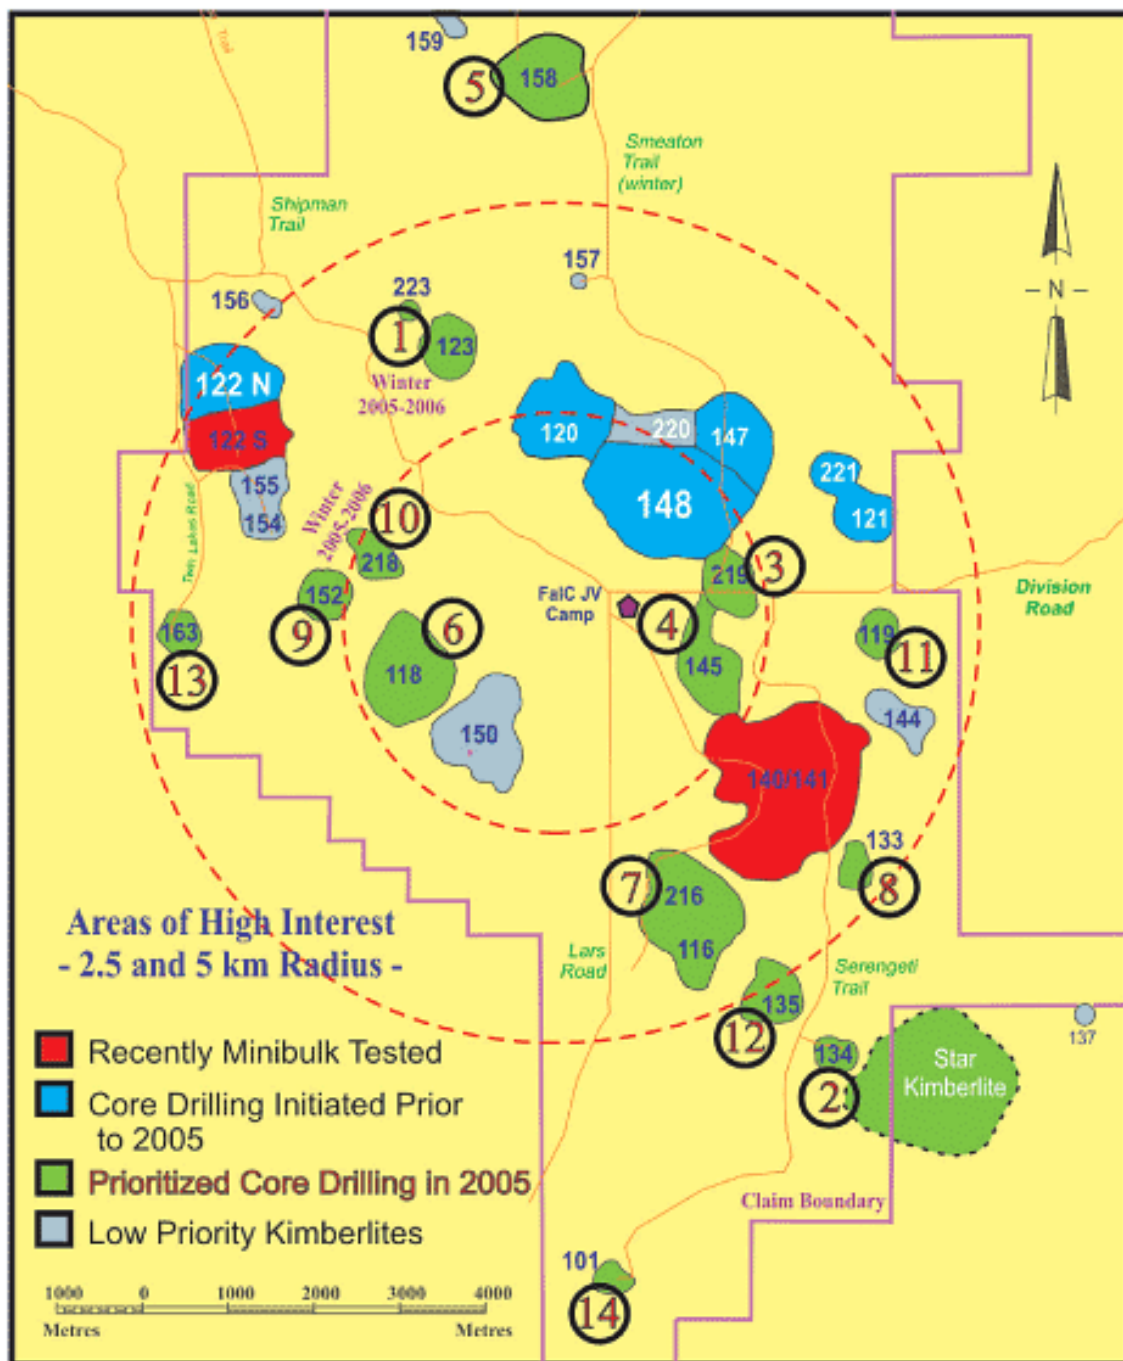 Trail
159
158
5
Smeaton
Trail
(winter)
Shipman
Trail
157
223
156
1
123
- N -
122 N
Winter
2005-2006
120
220
147
122 S
221
155
148
121
154
Winter
2005-2006
10
218
219
3
Twin Lakes Road
152
FalC JV
Camp
Division
Road
163
9
6
4
119
11
13
118
145
144
150
140/141
133
7
216
8
Areas of High Interest
- 2.5 and 5 km Radius -
116
Lars
Road
Serengeti
Trail
135
12
137
134
Star
Kimberlite
2
Recently Minibulk Tested
Core Drilling Initiated Prior
to 2005
Prioritized Core Drilling in 2005
Low Priority Kimberlites
Claim Boundary
101
14
1000 0 1000 2000 3000 4000
Metres Metres